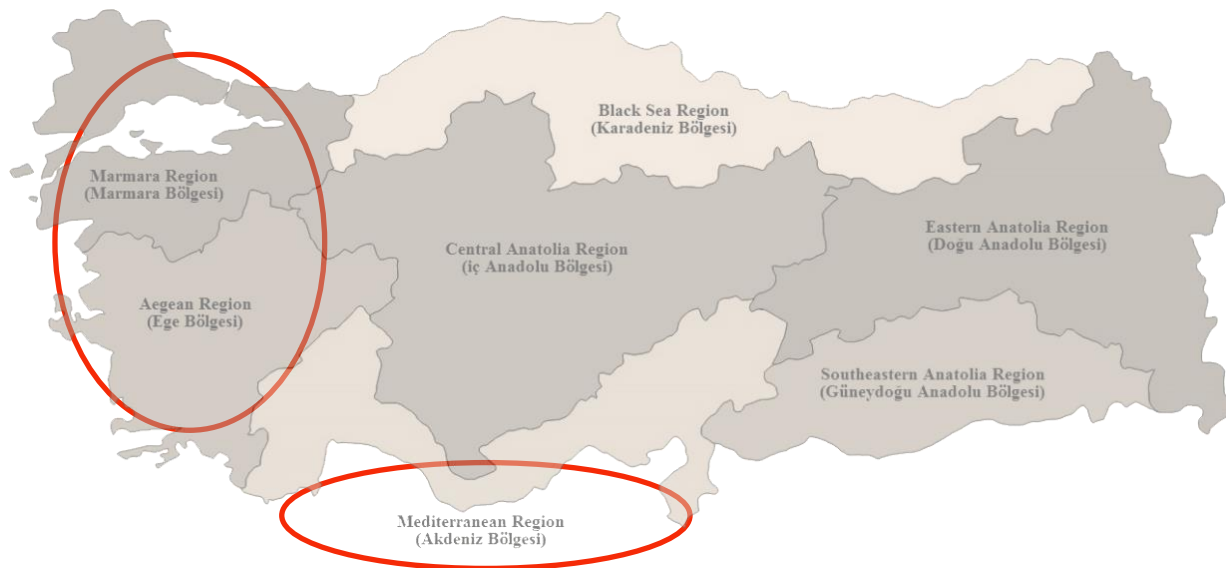 Black Sea Region
(Karadeniz Bölgesi)
Marmara Region
(Marmara Bölgesi)
Eastern Anatolia Region
(Doğu Anadolu Bölgesi)
Central Anatolia Region
(iç Anadolu Bölgesi)
Aegean Region
(Ege Bölgesi)
Southeastern Anatolia Region
(Güneydoğu Anadolu Bölgesi)
Mediterranean Region
(Akdeniz Bölgesi)